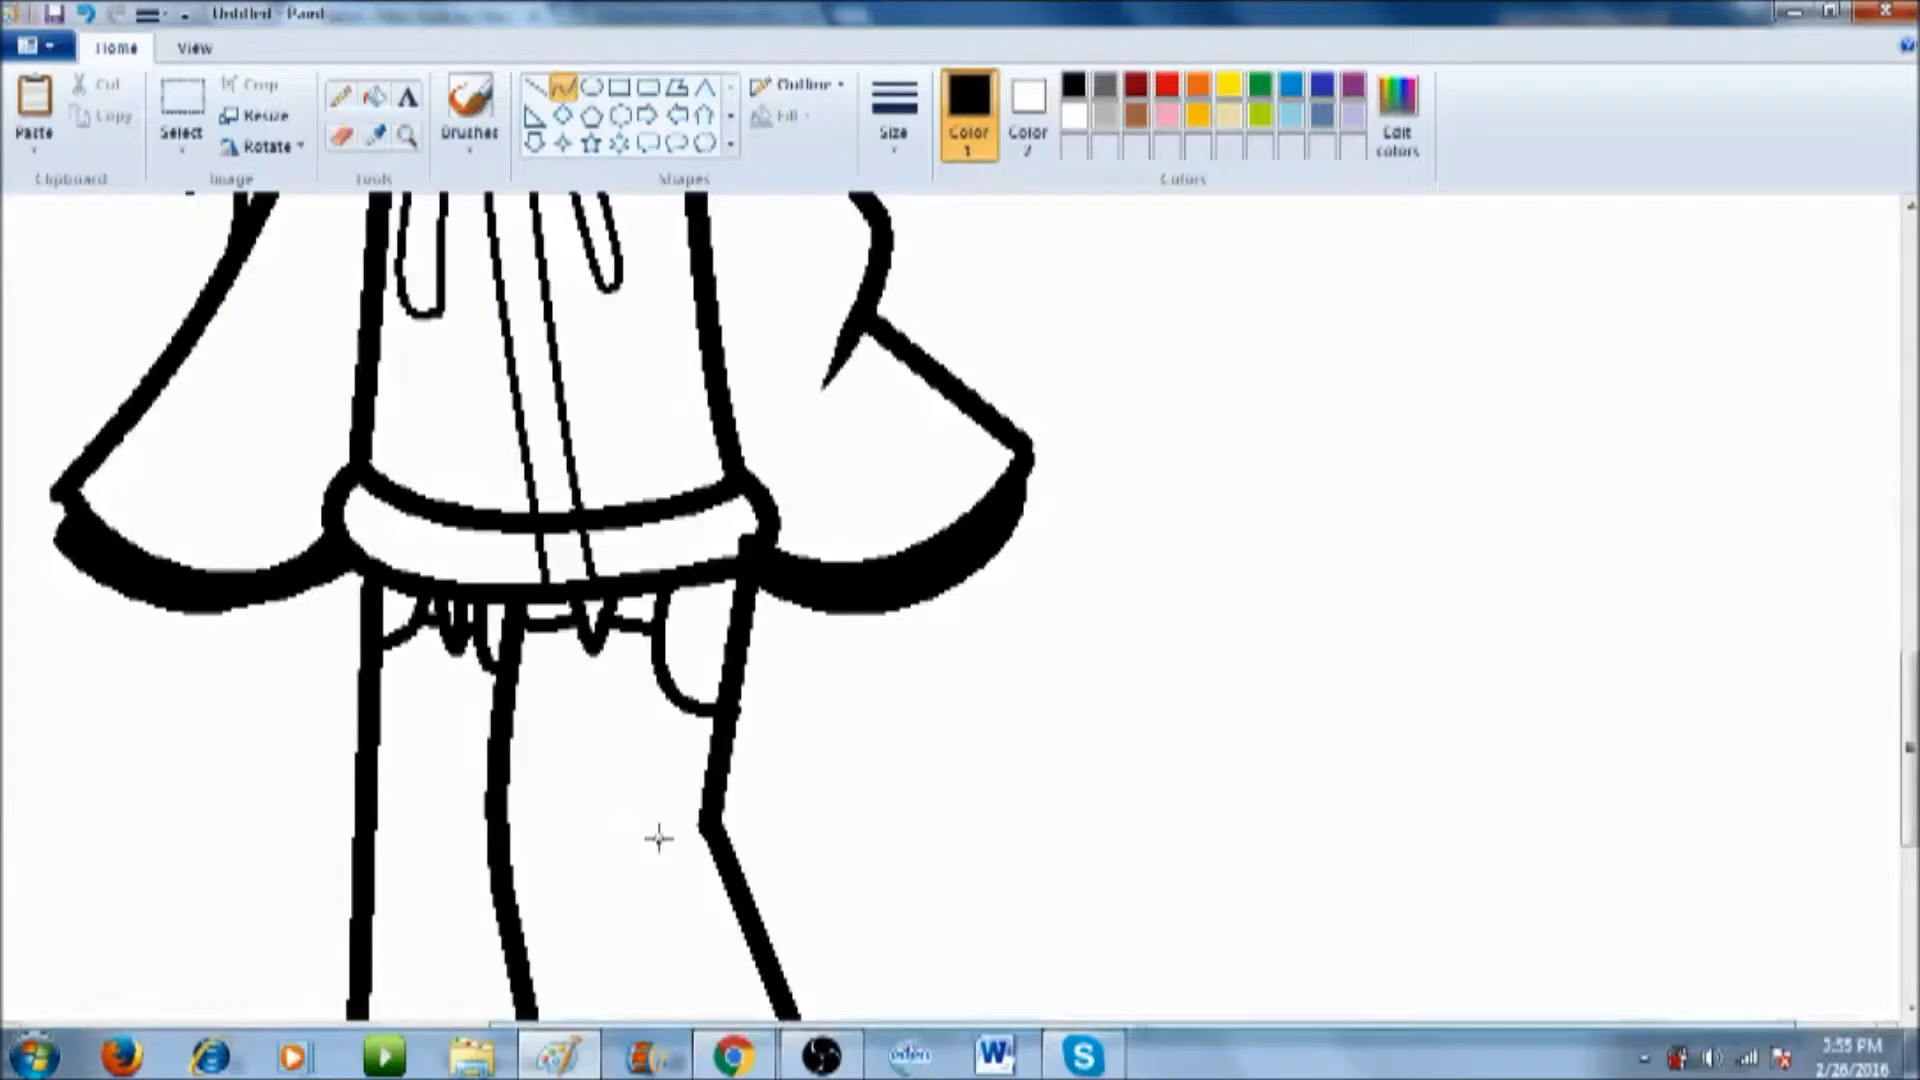 Untitled - Paint
Home View
Paste
Cut
Copy
Clipboard
Select
Crop
Resize
Rotate
Image
A
Tools
Brushes
Outline
Fill
Shapes
Size
Color 1
Color 2
Edit colors
Colors
W
S
3:55 PM
2/26/2016